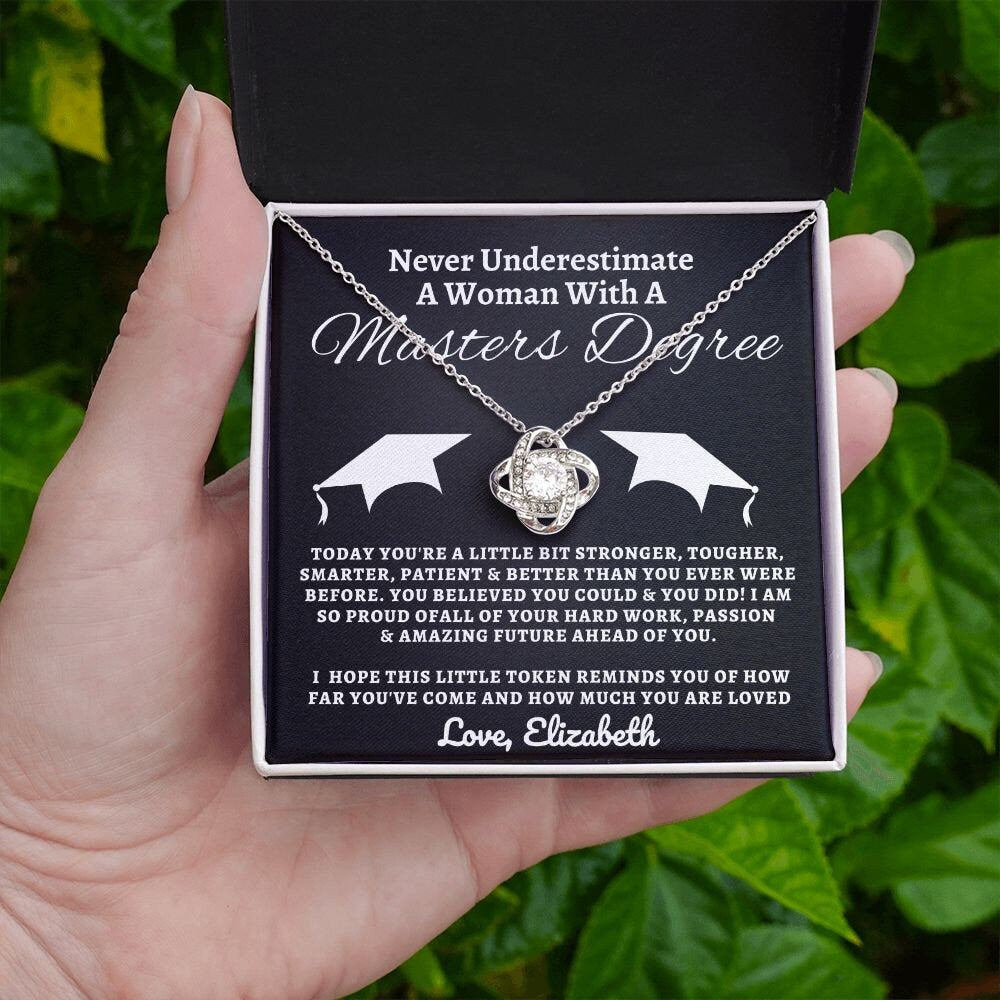 Never Underestimate
A Woman With A
Masters Degree
TODAY YOU'RE A LITTLE BIT STRONGER, TOUGHER,
SMARTER, PATIENT & BETTER THAN YOU EVER WERE
BEFORE. YOU BELIEVED YOU COULD & YOU DID! I AM
SO PROUD OFALL OF YOUR HARD WORK, PASSION
& AMAZING FUTURE AHEAD OF YOU.
I HOPE THIS LITTLE TOKEN REMINDS YOU OF HOW
FAR YOU'VE COME AND HOW MUCH YOU ARE LOVED
Love, Elizabeth